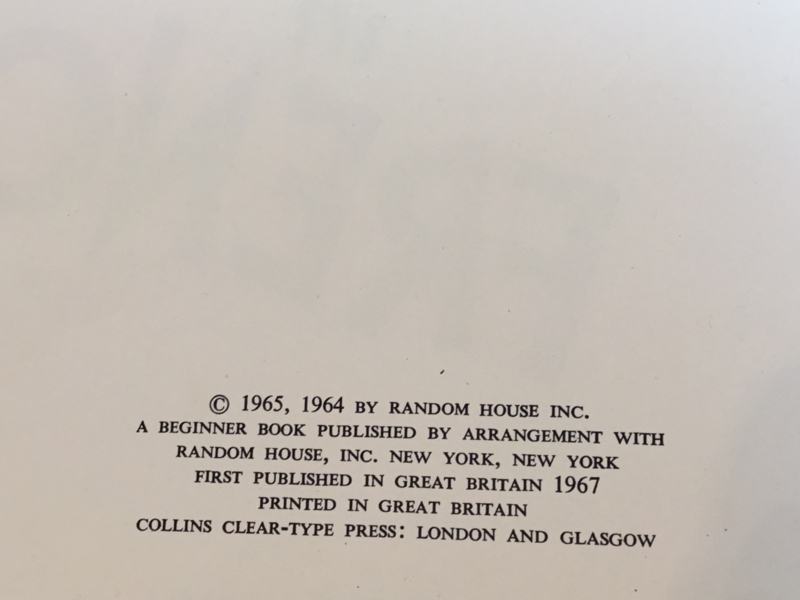 © 1965, 1964 BY RANDOM HOUSE INC.
A BEGINNER BOOK PUBLISHED BY ARRANGEMENT WITH
RANDOM HOUSE, INC. NEW YORK, NEW YORK
FIRST PUBLISHED IN GREAT BRITAIN 1967
PRINTED IN GREAT BRITAIN
COLLINS CLEAR-TYPE PRESS: LONDON AND GLASGOW